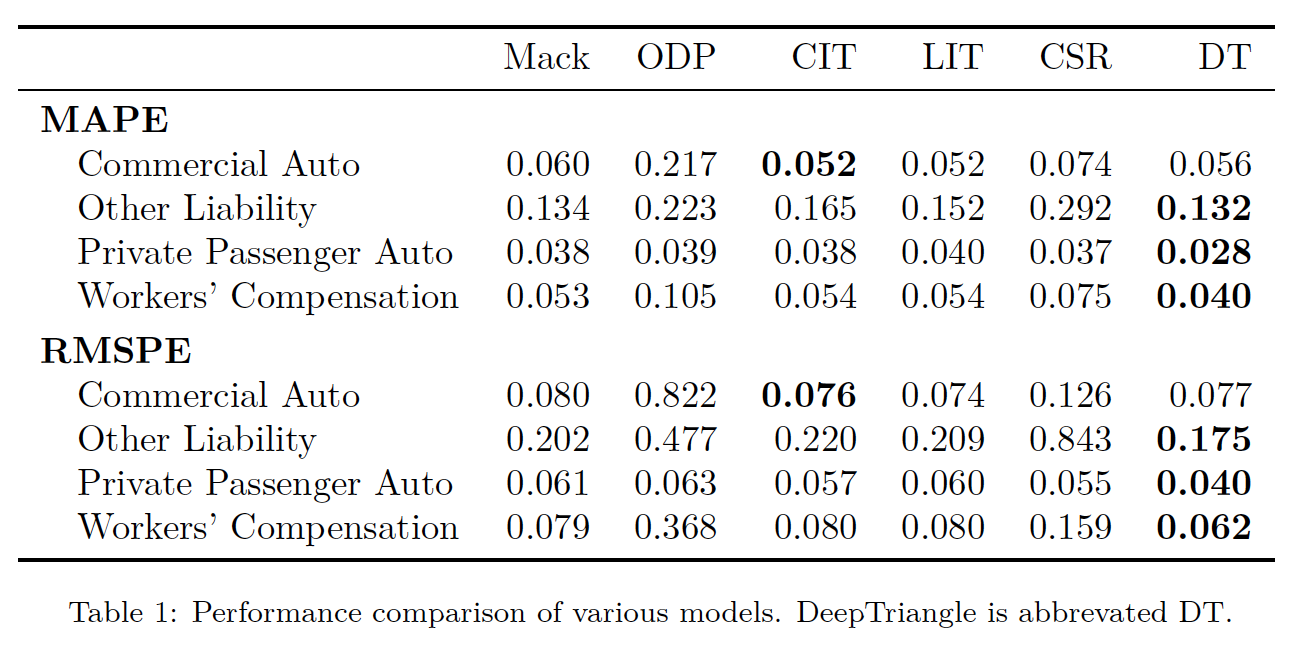 Mack ODP CIT LIT CSR DT
MAPE
Commercial Auto 0.060 0.217 0.052 0.052 0.074 0.056
Other Liability 0.134 0.223 0.165 0.152 0.292 0.132
Private Passenger Auto 0.038 0.039 0.038 0.040 0.037 0.028
Workers’ Compensation 0.053 0.105 0.054 0.054 0.075 0.040
RMSPE
Commercial Auto 0.080 0.822 0.076 0.074 0.126 0.077
Other Liability 0.202 0.477 0.220 0.209 0.843 0.175
Private Passenger Auto 0.061 0.063 0.057 0.060 0.055 0.040
Workers’ Compensation 0.079 0.368 0.080 0.080 0.159 0.062
Table 1: Performance comparison of various models. DeepTriangle is abbrevated DT.